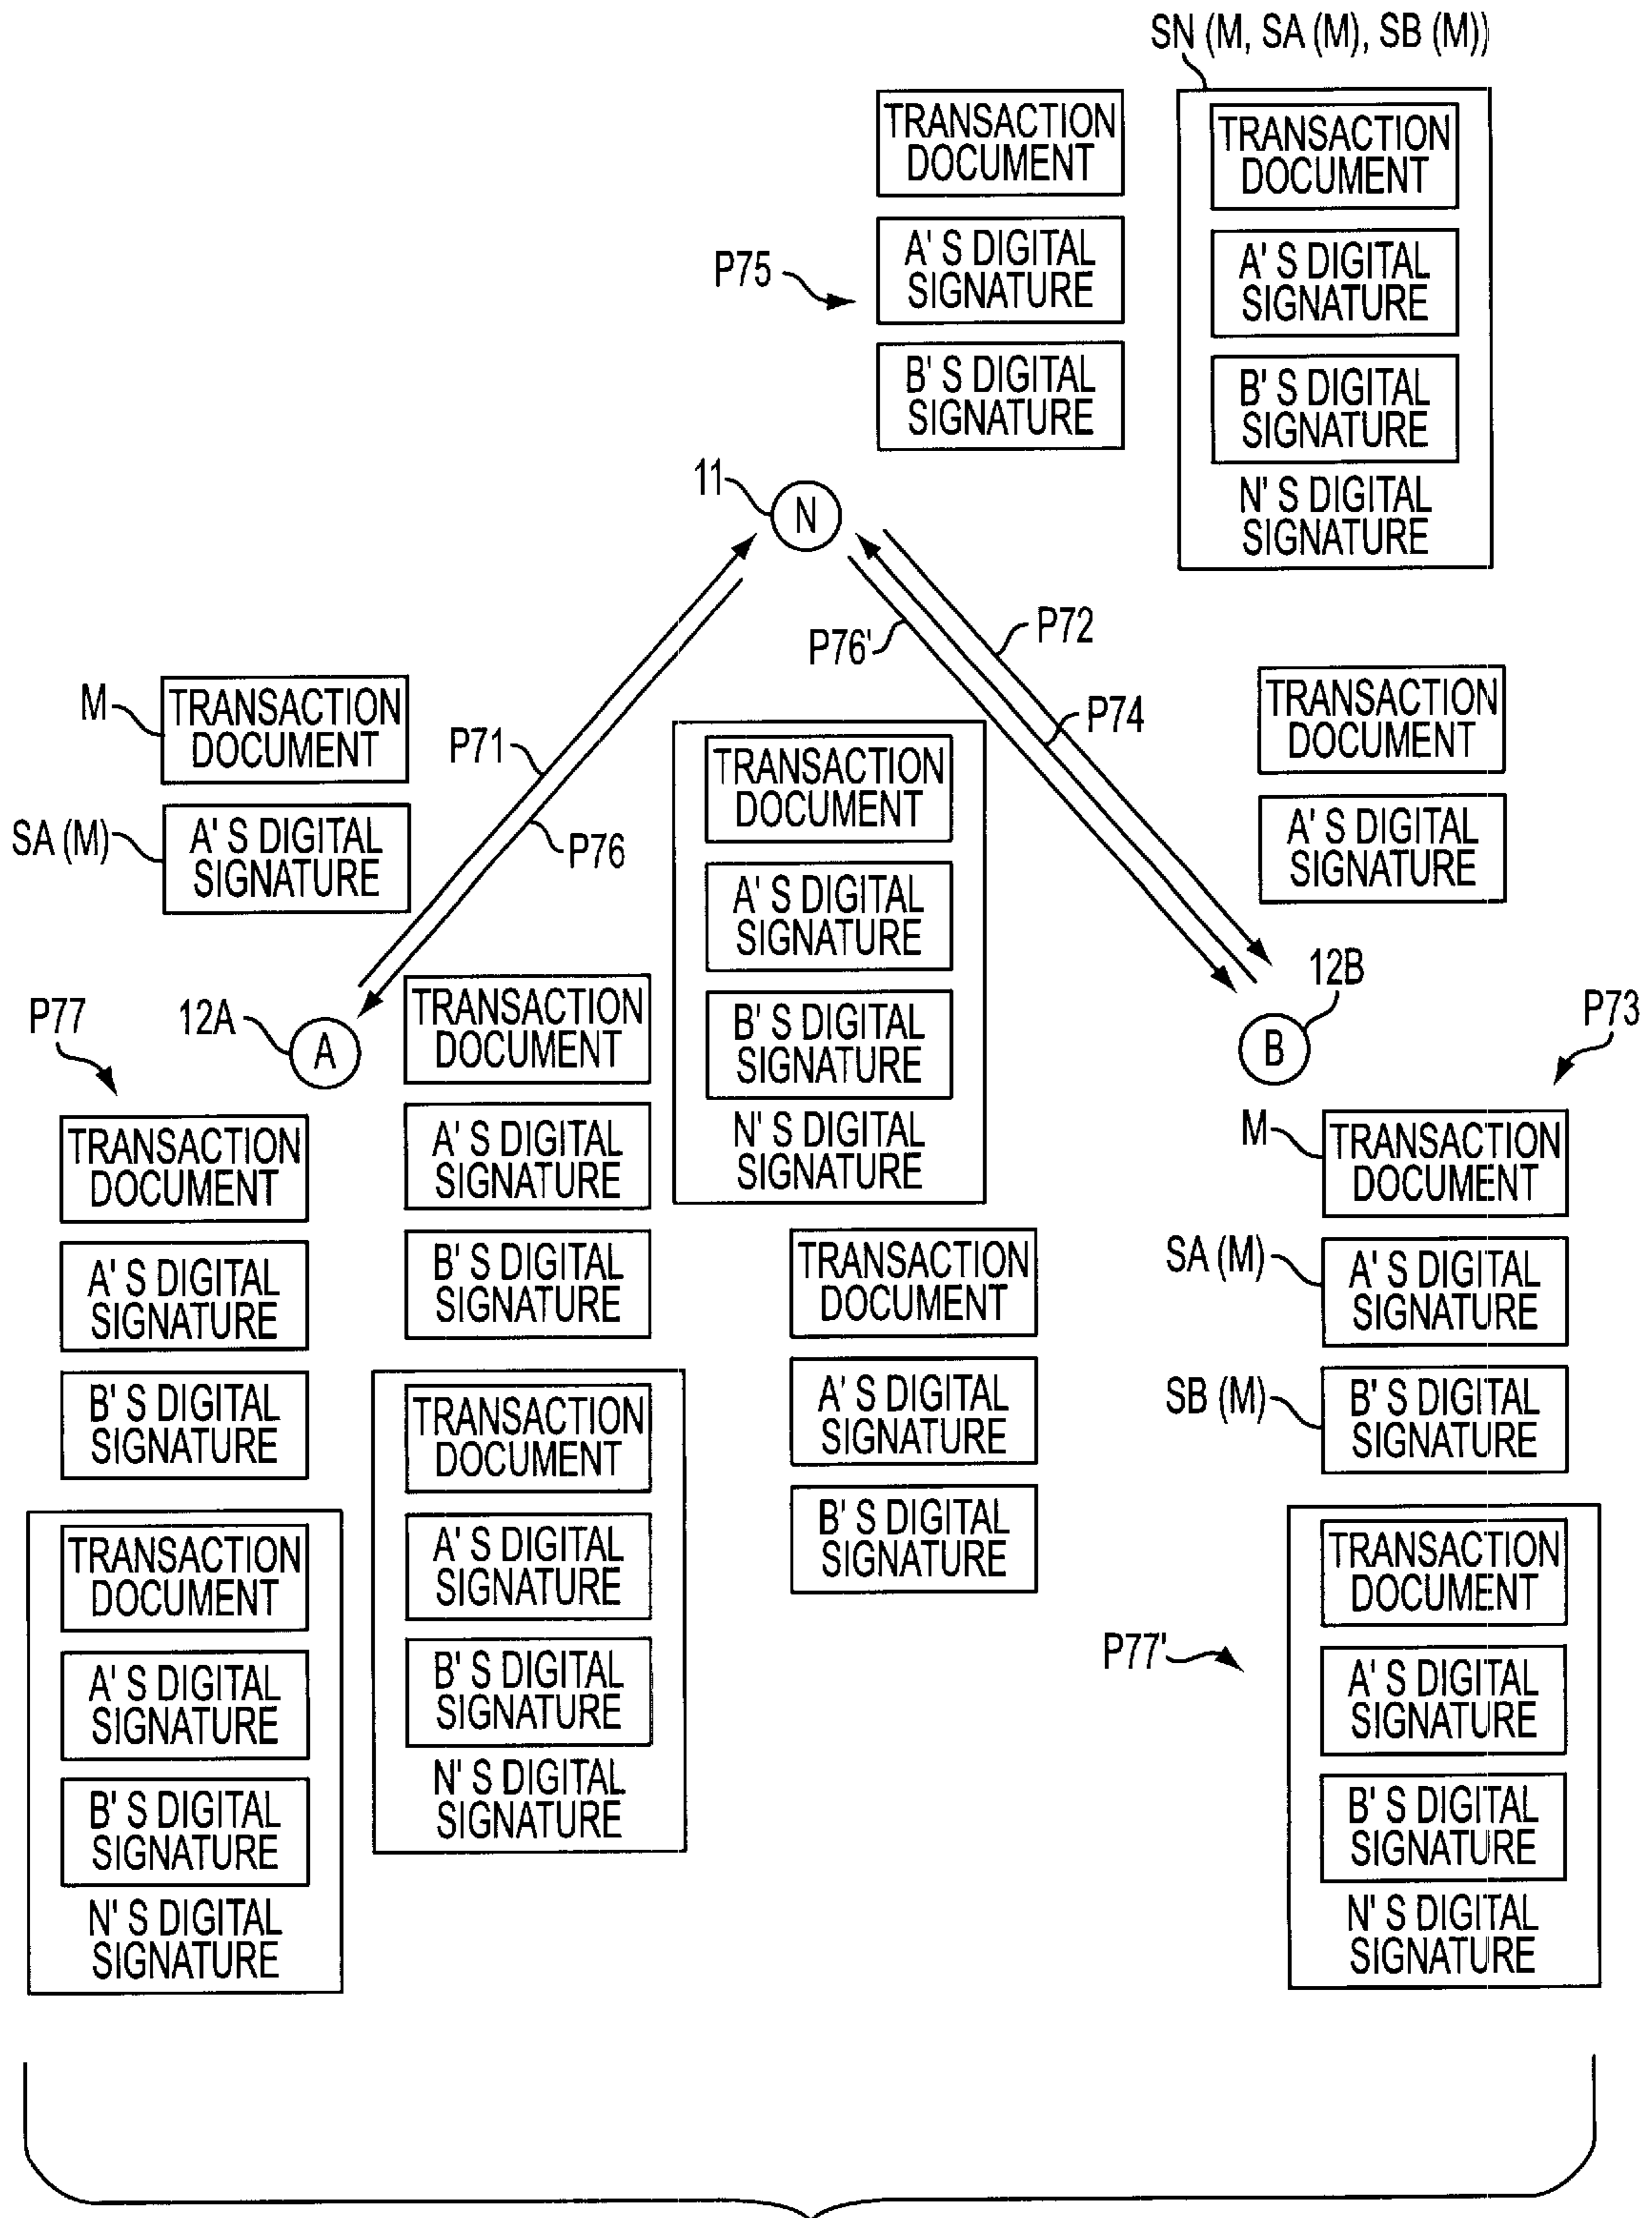 SN (M, SA (M), SB (M))
TRANSACTION
DOCUMENT
A' S DIGITAL
SIGNATURE
B' S DIGITAL
SIGNATURE
TRANSACTION
DOCUMENT
A' S DIGITAL
SIGNATURE
B' S DIGITAL
SIGNATURE
N' S DIGITAL
SIGNATURE
P75
11
N
P72
P76'
P74
P71
P76
M
TRANSACTION
DOCUMENT
SA (M)
A' S DIGITAL
SIGNATURE
TRANSACTION
DOCUMENT
A' S DIGITAL
SIGNATURE
TRANSACTION
DOCUMENT
A' S DIGITAL
SIGNATURE
B' S DIGITAL
SIGNATURE
N' S DIGITAL
SIGNATURE
P77
12A
A
12B
B
P73
TRANSACTION
DOCUMENT
A' S DIGITAL
SIGNATURE
B' S DIGITAL
SIGNATURE
TRANSACTION
DOCUMENT
A' S DIGITAL
SIGNATURE
B' S DIGITAL
SIGNATURE
N' S DIGITAL
SIGNATURE
TRANSACTION
DOCUMENT
A' S DIGITAL
SIGNATURE
B' S DIGITAL
SIGNATURE
TRANSACTION
DOCUMENT
A' S DIGITAL
SIGNATURE
B' S DIGITAL
SIGNATURE
N' S DIGITAL
SIGNATURE
TRANSACTION
DOCUMENT
A' S DIGITAL
SIGNATURE
B' S DIGITAL
SIGNATURE
M
TRANSACTION
DOCUMENT
SA (M)
A' S DIGITAL
SIGNATURE
SB (M)
B' S DIGITAL
SIGNATURE
P77'
TRANSACTION
DOCUMENT
A' S DIGITAL
SIGNATURE
B' S DIGITAL
SIGNATURE
N' S DIGITAL
SIGNATURE